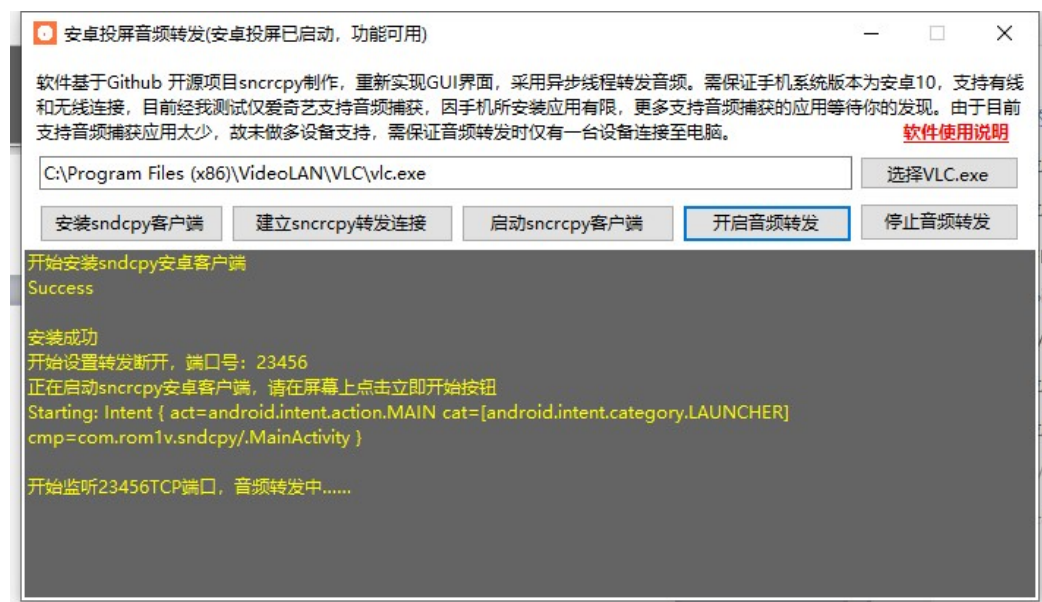 安卓投屏音频转发(安卓投屏已启动，功能可用)
软件基于Github 开源项目sncrcpy制作，重新实现GUI界面，采用异步线程转发音频。需保证手机系统版本为安卓10，支持有线
和无线连接，目前经我测试仅爱奇艺支持音频捕获，因手机所安装应用有限，更多支持音频捕获的应用等待你的发现。由于目前
支持音频捕获应用太少，故未做多设备支持，需保证音频转发时仅有一台设备连接至电脑。 软件使用说明
C:\Program Files (x86)\VideoLAN\VLC\vlc.exe 选择VLC.exe
安装sndcpy客户端 建立sncrcpy转发连接 启动sncrcpy客户端 开启音频转发 停止音频转发
开始安装sndcpy安卓客户端
Success
安装成功
开始设置转发断开，端口号：23456
正在启动sncrcpy安卓客户端，请在屏幕上点击立即开始按钮
Starting: Intent { act=android.intent.action.MAIN cat=[android.intent.category.LAUNCHER]
cmp=com.rom1v.sndcpy/.MainActivity }
开始监听23456TCP端口，音频转发中......